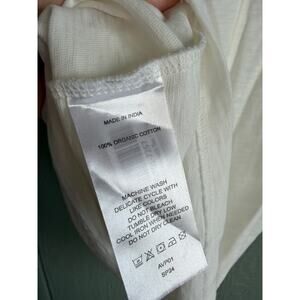 MADE IN INDIA
100% ORGANIC COTTON
MACHINE WASH
DELICATE CYCLE WITH
LIKE COLORS
DO NOT BLEACH
TUMBLE DRY LOW
COOL IRON WHEN NEEDED
DO NOT DRY CLEAN
AVP01
SP24